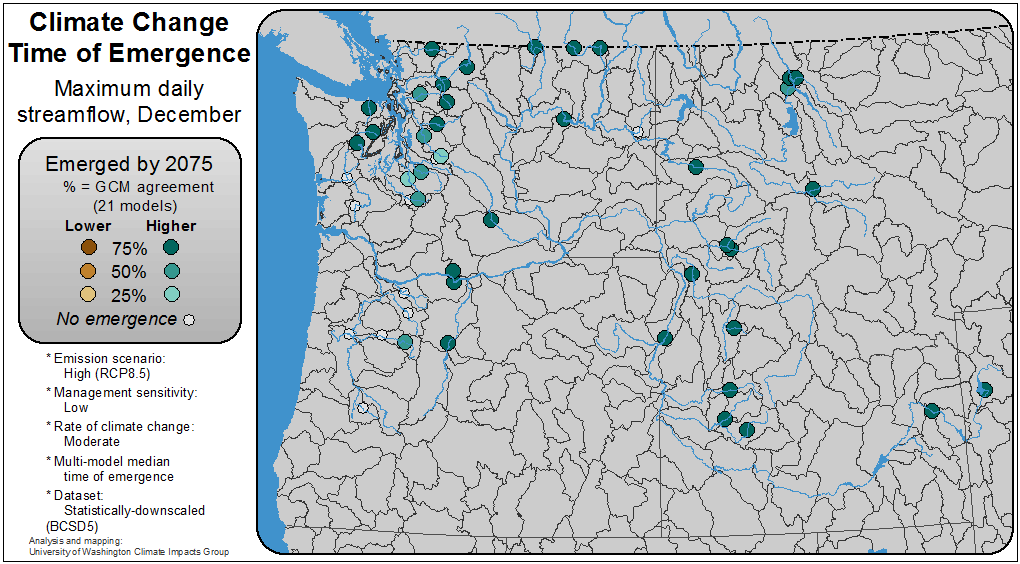 Climate Change
Time of Emergence
Maximum daily
streamflow, December
Emerged by 2075
% = GCM agreement
(21 models)
Lower Higher
75%
50%
25%
No emergence
* Emission scenario:
High (RCP8.5)
* Management sensitivity:
Low
* Rate of climate change:
Moderate
* Multi-model median
time of emergence
* Dataset:
Statistically-downscaled
(BCSD5)
Analysis and mapping:
University of Washington Climate Impacts Group